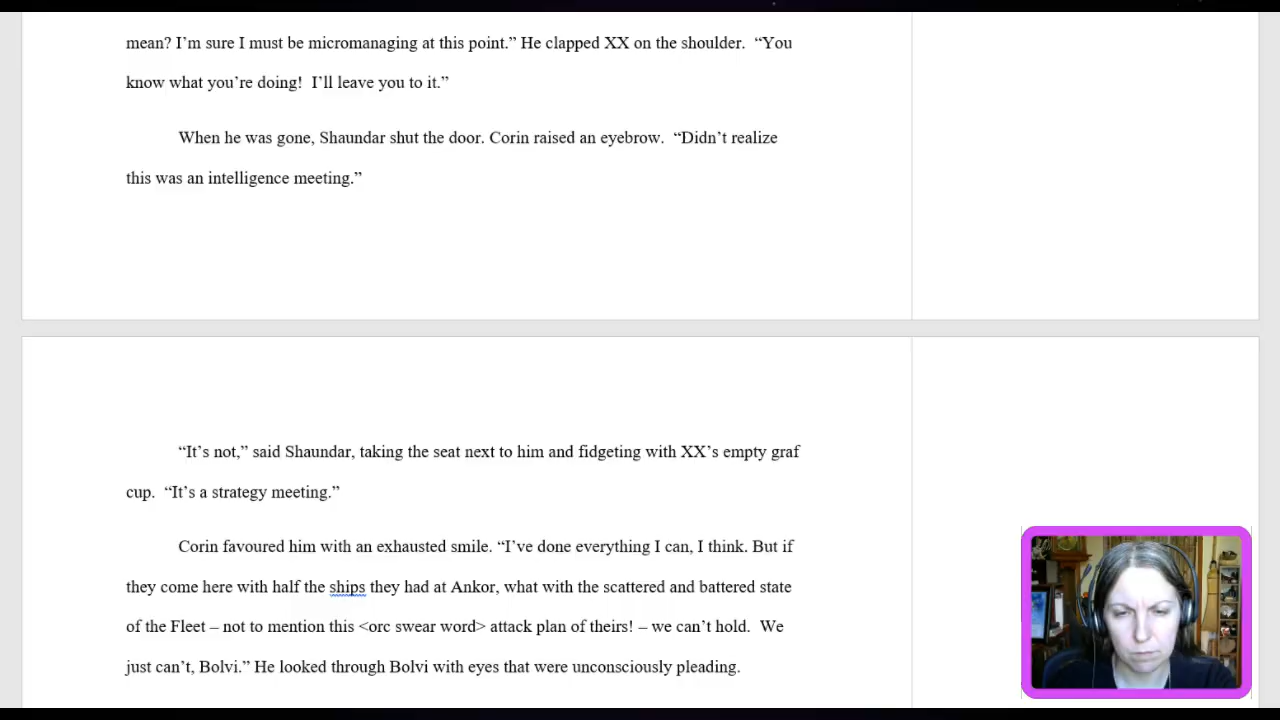 mean? I’m sure I must be micromanaging at this point.” He clapped XX on the shoulder.  “You
know what you’re doing!  I’ll leave you to it.”
When he was gone, Shaundar shut the door. Corin raised an eyebrow.  “Didn’t realize
this was an intelligence meeting.”
“It’s not,” said Shaundar, taking the seat next to him and fidgeting with XX’s empty graf
cup.  “It’s a strategy meeting.”
Corin favoured him with an exhausted smile. “I’ve done everything I can, I think. But if
they come here with half the ships they had at Ankor, what with the scattered and battered state
of the Fleet – not to mention this <orc swear word> attack plan of theirs! – we can’t hold.  We
just can’t, Bolvi.” He looked through Bolvi with eyes that were unconsciously pleading.